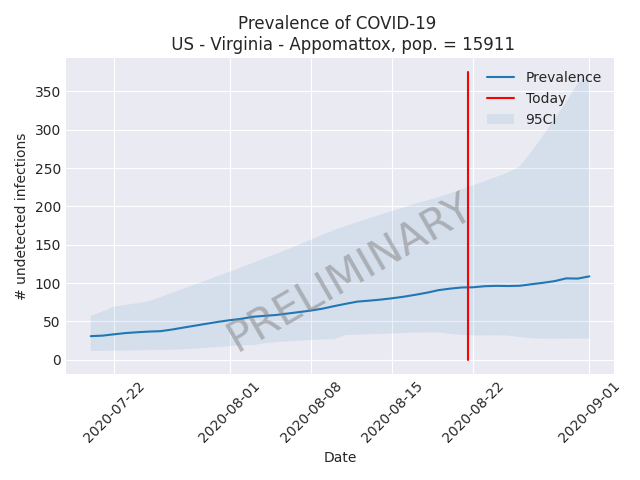 Prevalence of COVID-19
US - Virginia - Appomattox, pop. = 15911
Prevalence
Today
95CI
350
300
250
200
150
100
50
0
# undetected infections
PRELIMINARY
2020-07-22
2020-08-01
2020-08-08
2020-08-15
2020-08-22
2020-09-01
Date